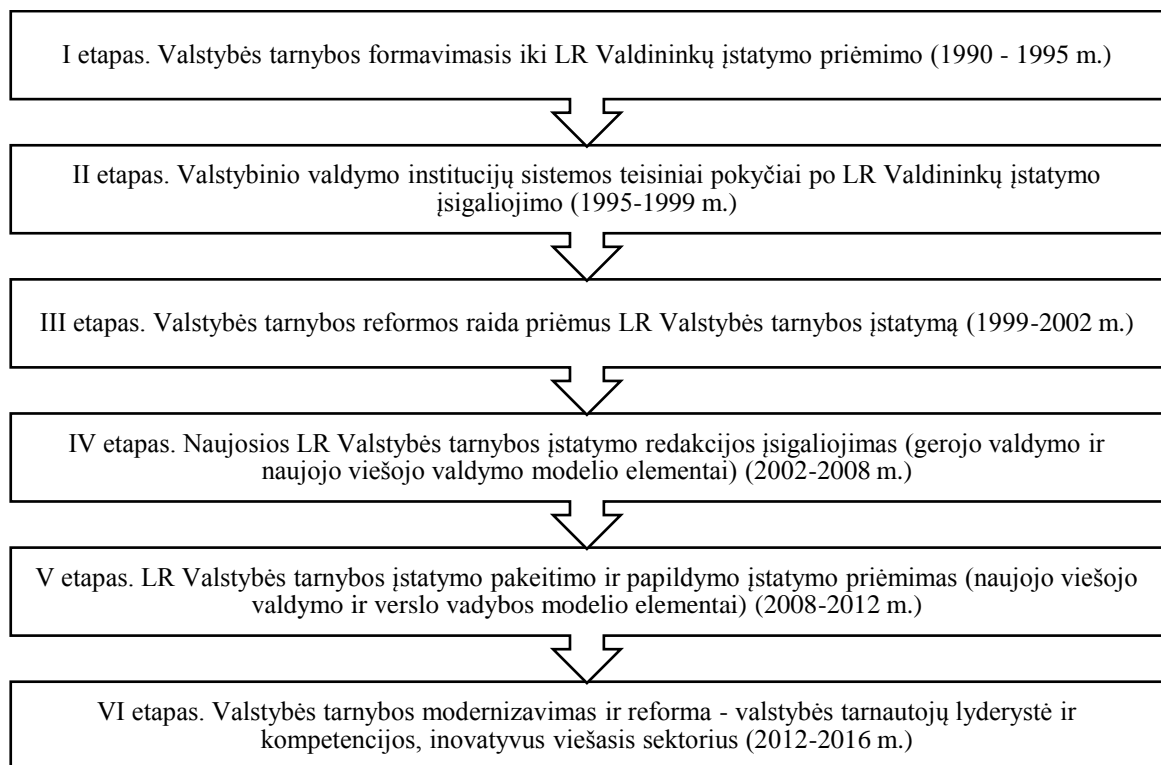 I etapas. Valstybės tarnybos formavimasis iki LR Valdininkų įstatymo priėmimo (1990 - 1995 m.)
II etapas. Valstybinio valdymo institucijų sistemos teisiniai pokyčiai po LR Valdininkų įstatymo
įsigaliojimo (1995-1999 m.)
III etapas. Valstybės tarnybos reformos raida priėmus LR Valstybės tarnybos įstatymą (1999-2002 m.)
IV etapas. Naujosios LR Valstybės tarnybos įstatymo redakcijos įsigaliojimas (gerojo valdymo ir
naujojo viešojo valdymo modelio elementai) (2002-2008 m.)
V etapas. LR Valstybės tarnybos įstatymo pakeitimo ir papildymo įstatymo priėmimas (naujojo viešojo
valdymo ir verslo vadybos modelio elementai) (2008-2012 m.)
VI etapas. Valstybės tarnybos modernizavimas ir reforma - valstybės tarnautojų lyderystė ir
kompetencijos, inovatyvus viešasis sektorius (2012-2016 m.)